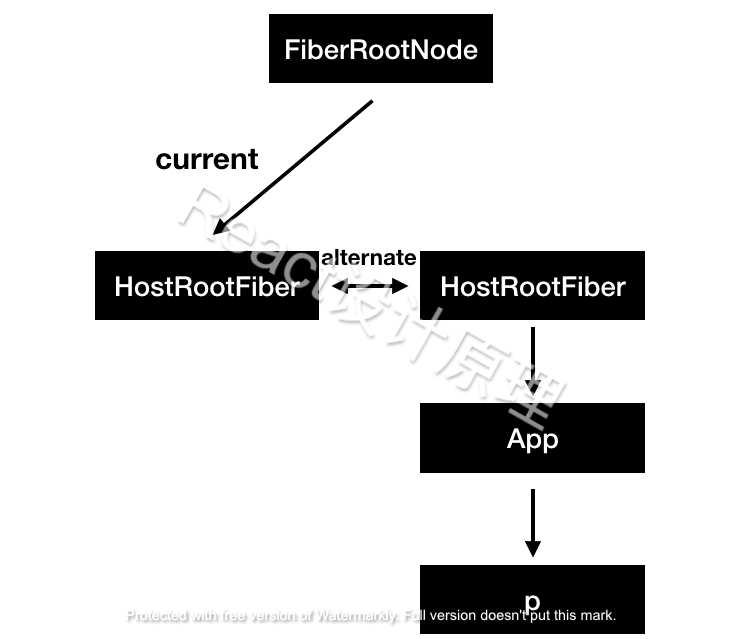 FiberRootNode
current
alternate
HostRootFiber
HostRootFiber
React设计原理
App
p
Protected with free version of Watermarkly. Full version doesn't put this mark.